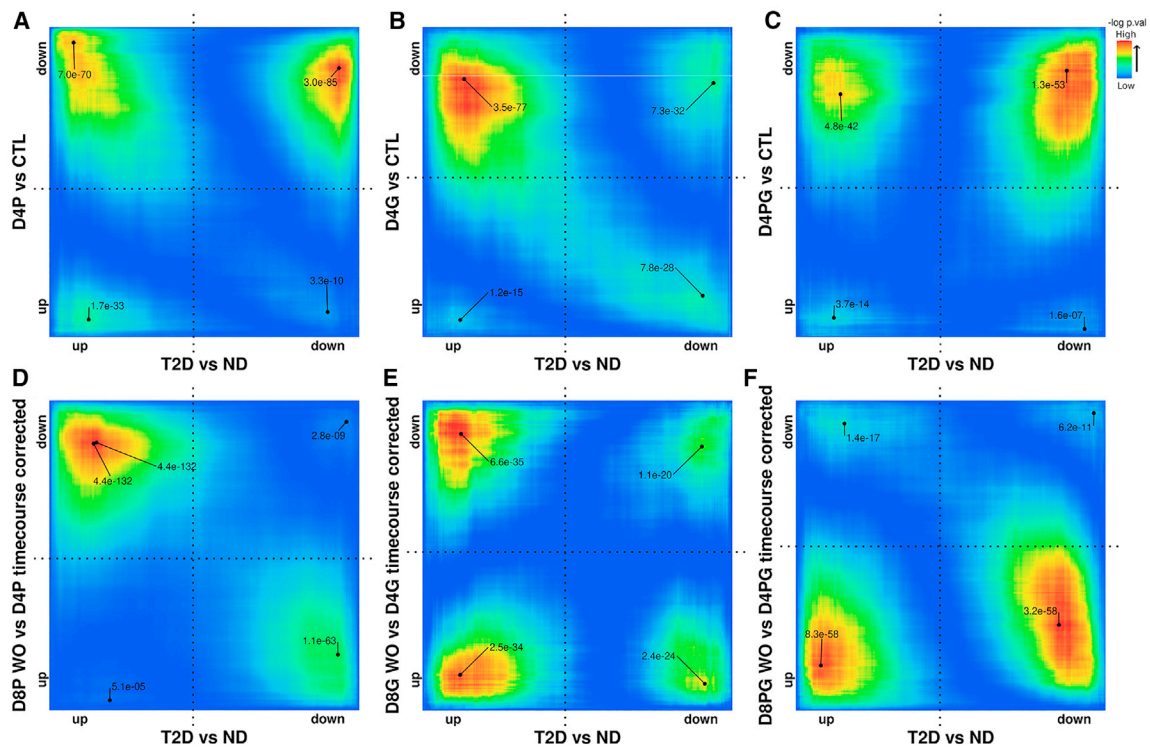 A
down
7.0e-70
3.0e-85
D4P vs CTL
1.7e-33
3.3e-10
up
up
down
T2D vs ND
B
down
3.5e-77
7.3e-32
D4G vs CTL
7.8e-28
1.2e-15
up
up
down
T2D vs ND
C
down
1.3e-53
4.8e-42
D4PG vs CTL
3.7e-14
1.6e-07
up
up
down
T2D vs ND
-log p.val
High
Low
D
down
2.8e-09
4.4e-132
4.4e-132
D8P WO vs D4P timecourse corrected
1.1e-63
5.1e-05
up
up
down
T2D vs ND
E
down
6.6e-35
1.1e-20
D8G WO vs D4G timecourse corrected
2.5e-34
2.4e-24
up
up
down
T2D vs ND
F
down
1.4e-17
6.2e-11
D8PG WO vs D4PG timecourse corrected
3.2e-58
8.3e-58
up
up
down
T2D vs ND